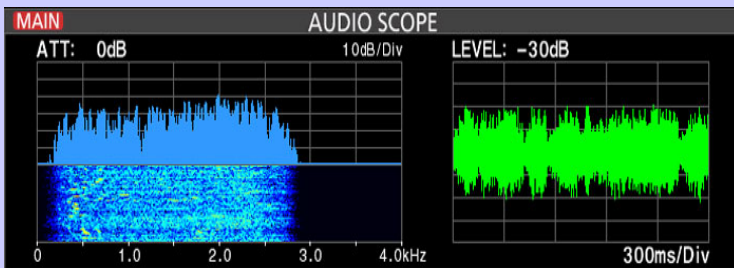 MAIN AUDIO SCOPE
ATT: 0dB 10dB/Div LEVEL: -30dB
0 1.0 2.0 3.0 4.0kHz 300ms/Div